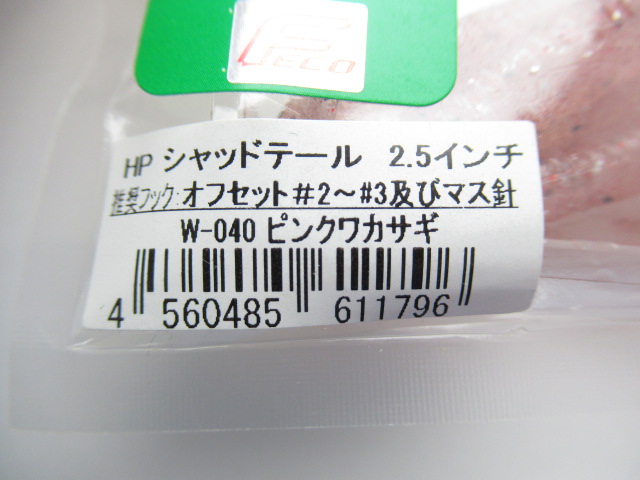 ECO
HP シャッドテール 2.5インチ
推奨フック:オフセット#2～#3及びマス針
W-040 ピンクワカサギ
4 560485 611796